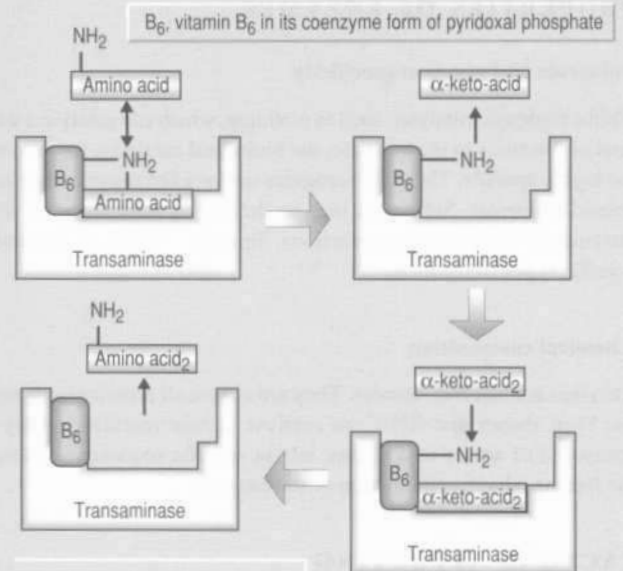 B₆, vitamin B₆ in its coenzyme form of pyridoxal phosphate
NH₂
Amino acid
NH₂
B₆
Amino acid
Transaminase
α-keto-acid
NH₂
B₆
Transaminase
NH₂
Amino acid₂
B₆
Transaminase
α-keto-acid₂
NH₂
B₆
α-keto-acid₂
Transaminase